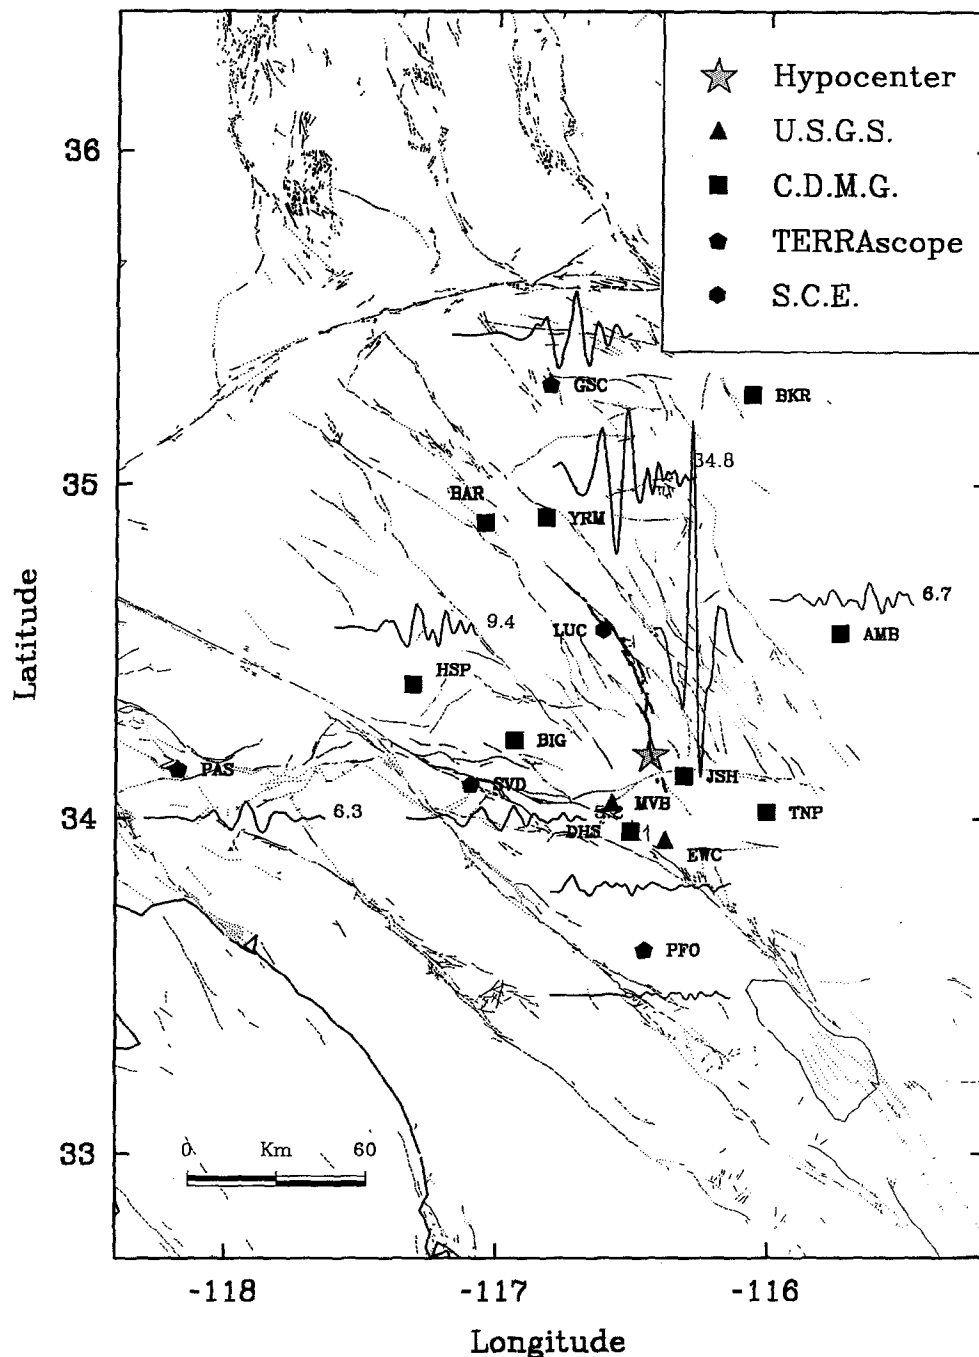 Hypocenter
U.S.G.S.
C.D.M.G.
TERRAscope
S.C.E.
36
35
34
33
Latitude
GSC
BKR
34.8
BAR
YRM
9.4
LUC
6.7
AMB
HSP
BIG
PAS
SVD
JSH
MVB
TNP
6.3
DHS
EWC
PFO
0 Km 60
-118 -117 -116
Longitude